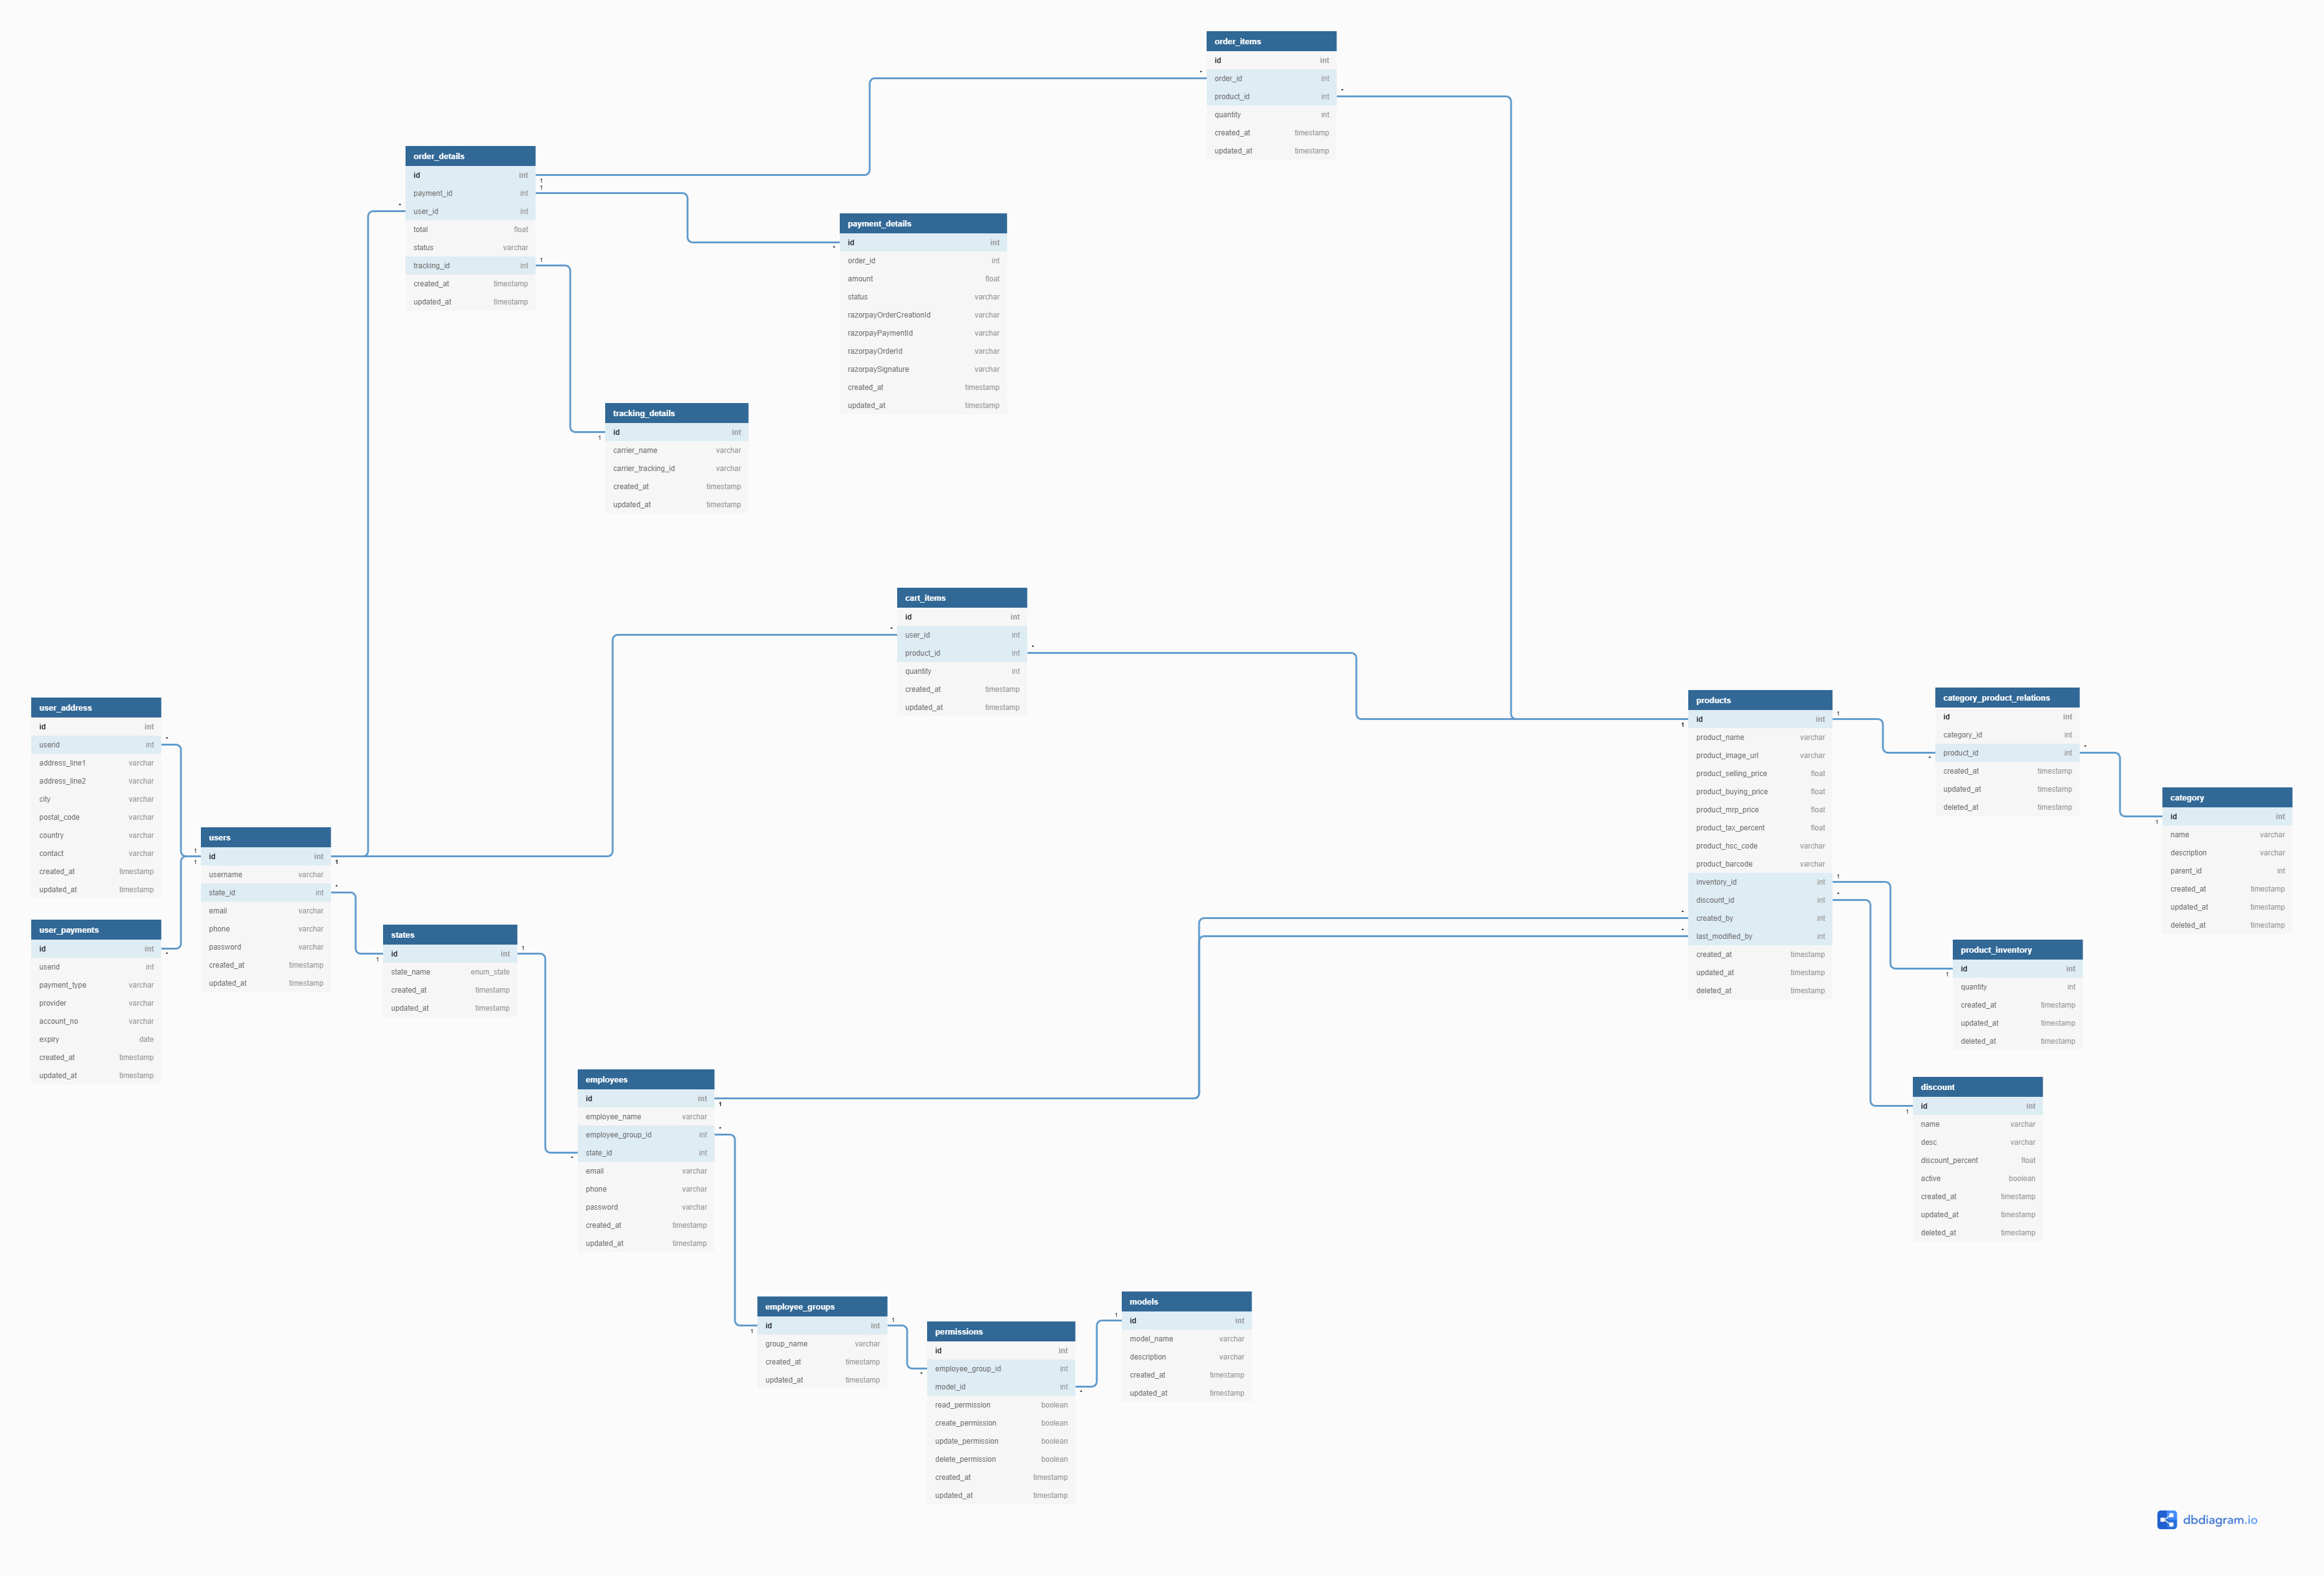 order_items
id int
order_id int
product_id int
quantity int
created_at timestamp
updated_at timestamp
order_details
id int
payment_id int
user_id int
total float
status varchar
tracking_id int
created_at timestamp
updated_at timestamp
payment_details
id int
order_id int
amount float
status varchar
razorpayOrderCreationId varchar
razorpayPaymentId varchar
razorpayOrderId varchar
razorpaySignature varchar
created_at timestamp
updated_at timestamp
tracking_details
id int
carrier_name varchar
carrier_tracking_id varchar
created_at timestamp
updated_at timestamp
cart_items
id int
user_id int
product_id int
quantity int
created_at timestamp
updated_at timestamp
user_address
id int
userid int
address_line1 varchar
address_line2 varchar
city varchar
postal_code varchar
country varchar
contact varchar
created_at timestamp
updated_at timestamp
users
id int
username varchar
state_id int
email varchar
phone varchar
password varchar
created_at timestamp
updated_at timestamp
user_payments
id int
userid int
payment_type varchar
provider varchar
account_no varchar
expiry date
created_at timestamp
updated_at timestamp
states
id int
state_name enum_state
created_at timestamp
updated_at timestamp
products
id int
product_name varchar
product_image_url varchar
product_selling_price float
product_buying_price float
product_mrp_price float
product_tax_percent float
product_hsc_code varchar
product_barcode varchar
inventory_id int
discount_id int
created_by int
last_modified_by int
created_at timestamp
updated_at timestamp
deleted_at timestamp
category_product_relations
id int
category_id int
product_id int
created_at timestamp
updated_at timestamp
deleted_at timestamp
category
id int
name varchar
description varchar
parent_id int
created_at timestamp
updated_at timestamp
deleted_at timestamp
product_inventory
id int
quantity int
created_at timestamp
updated_at timestamp
deleted_at timestamp
discount
id int
name varchar
desc varchar
discount_percent float
active boolean
created_at timestamp
updated_at timestamp
deleted_at timestamp
employees
id int
employee_name varchar
employee_group_id int
state_id int
email varchar
phone varchar
password varchar
created_at timestamp
updated_at timestamp
employee_groups
id int
group_name varchar
created_at timestamp
updated_at timestamp
permissions
id int
employee_group_id int
model_id int
read_permission boolean
create_permission boolean
update_permission boolean
delete_permission boolean
created_at timestamp
updated_at timestamp
models
id int
model_name varchar
description varchar
created_at timestamp
updated_at timestamp
dbdiagram.io